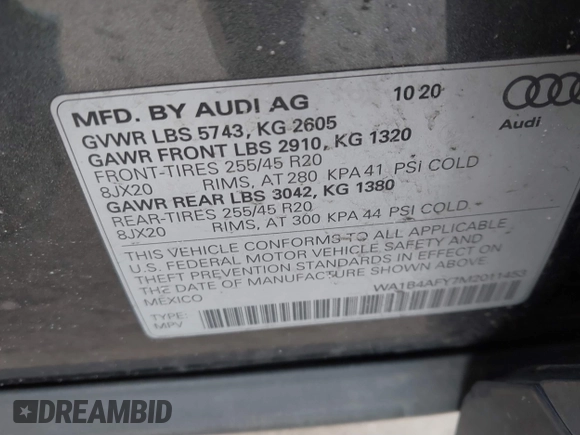 MFD. BY AUDI AG 10 20
GVWR LBS 5743, KG 2605
GAWR FRONT LBS 2910, KG 1320
FRONT-TIRES 255/45 R20
8JX20 RIMS, AT 280 KPA 41 PSI COLD
GAWR REAR LBS 3042, KG 1380
REAR-TIRES 255/45 R20
8JX20 RIMS, AT 300 KPA 44 PSI COLD
Audi
THIS VEHICLE CONFORMS TO ALL APPLICABLE
U.S. FEDERAL MOTOR VEHICLE SAFETY AND
THEFT PREVENTION STANDARDS IN EFFECT ON
THE DATE OF MANUFACTURE SHOWN ABOVE
MEXICO
WA1B4AFY7M2011453
TYPE:
MPV
DREAMBID